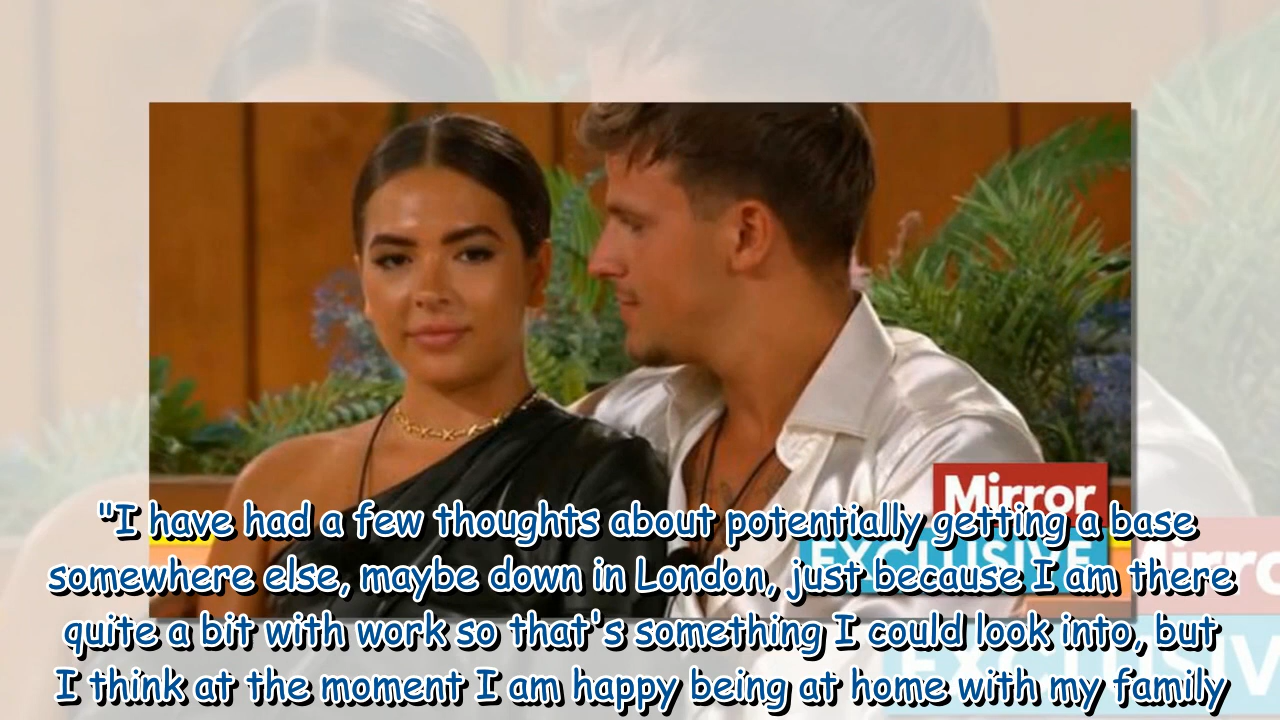 Mirror
EXCLUSIVE
"I have had a few thoughts about potentially getting a base
somewhere else, maybe down in London, just because I am there
quite a bit with work so that's something I could look into, but
I think at the moment I am happy being at home with my family